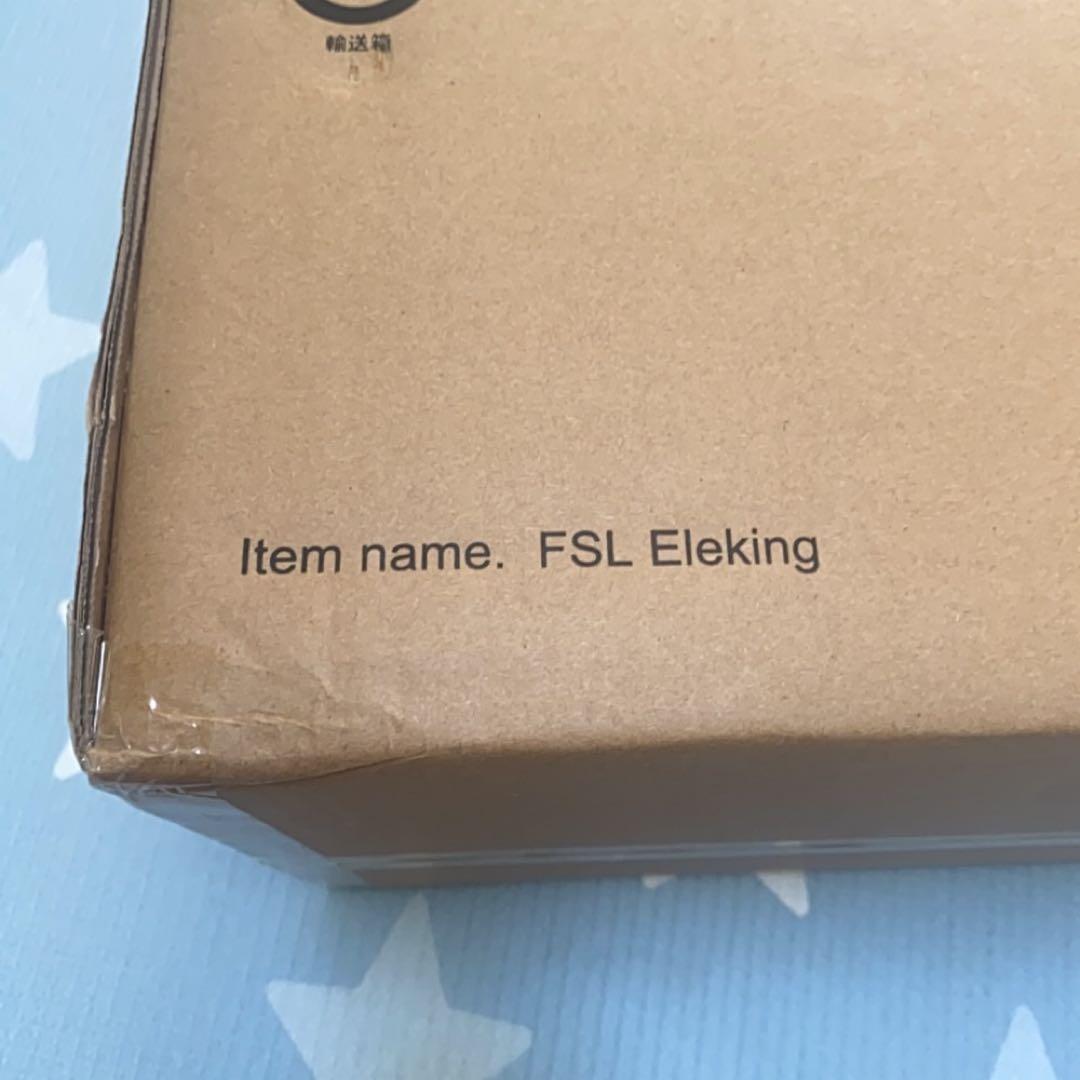 輸送箱
Item name. FSL Eleking